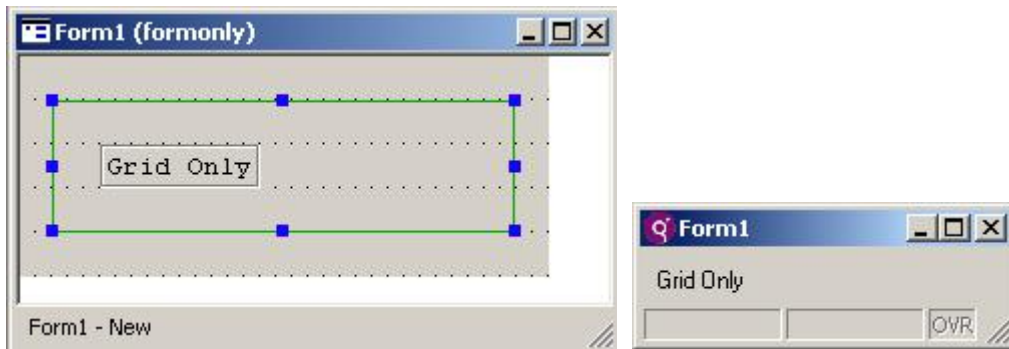 Form1 (formonly)
Grid Only
Form1 - New
Form1
Grid Only
OVR